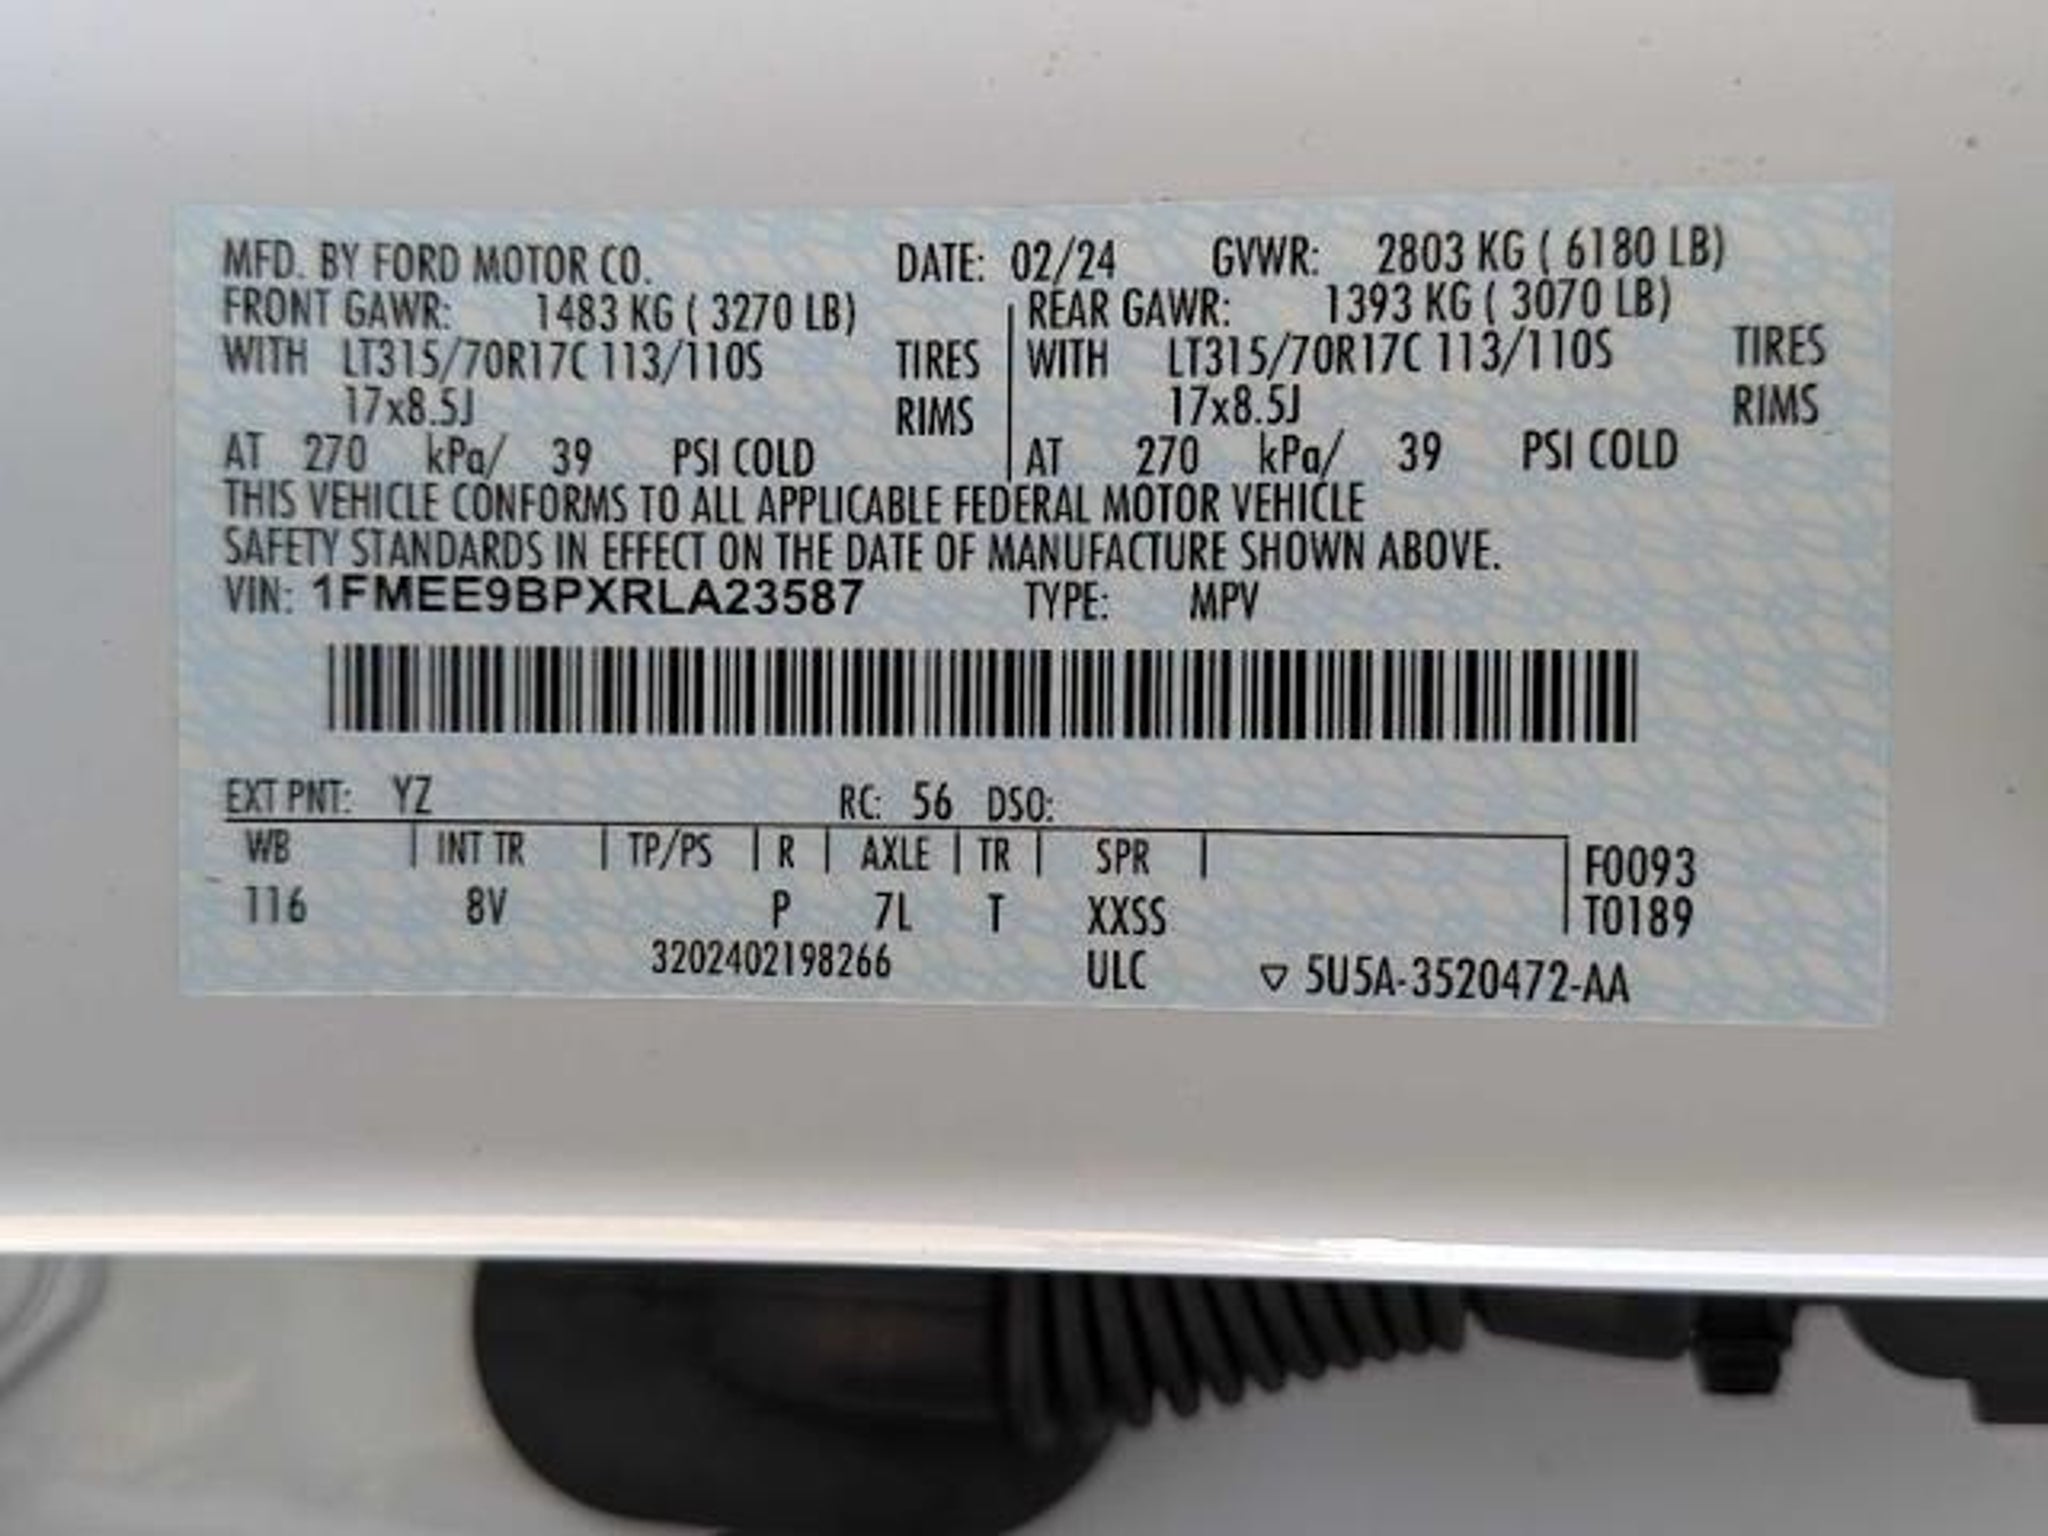 MFD. BY FORD MOTOR CO. DATE: 02/24 GVWR: 2803 KG ( 6180 LB)
FRONT GAWR: 1483 KG ( 3270 LB) REAR GAWR: 1393 KG ( 3070 LB)
WITH LT315/70R17C 113/110S TIRES WITH LT315/70R17C 113/110S TIRES
17x8.5J RIMS 17x8.5J RIMS
AT 270 kPa/ 39 PSI COLD AT 270 kPa/ 39 PSI COLD
THIS VEHICLE CONFORMS TO ALL APPLICABLE FEDERAL MOTOR VEHICLE
SAFETY STANDARDS IN EFFECT ON THE DATE OF MANUFACTURE SHOWN ABOVE.
VIN: 1FMEE9BPXRLA23587 TYPE: MPV
EXT PNT: YZ RC: 56 DSO:
WB INT TR TP/PS R AXLE TR SPR F0093
116 8V P 7L T XXSS T0189
3202402198266 ULC ▽ 5U5A-3520472-AA